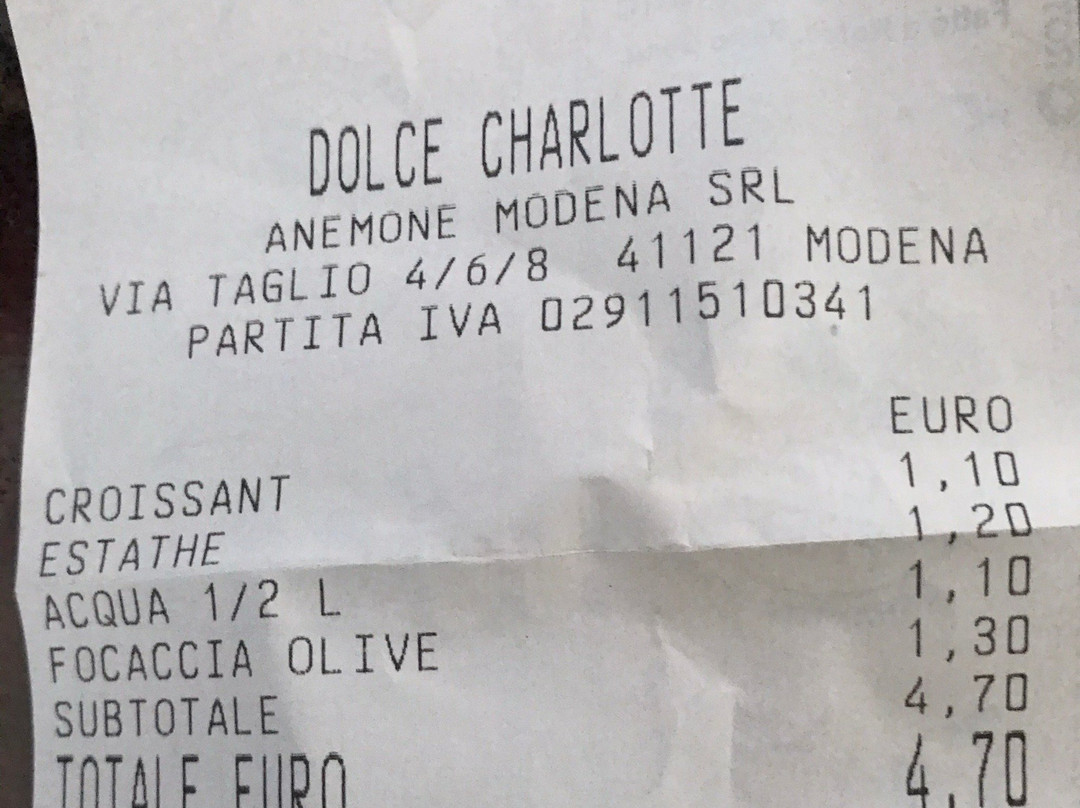 DOLCE CHARLOTTE
ANEMONE MODENA SRL
VIA TAGLIO 4/6/8 41121 MODENA
PARTITA IVA 02911510341
EURO
CROISSANT 1,10
ESTATHE 1,20
ACQUA 1/2 L 1,10
FOCACCIA OLIVE 1,30
SUBTOTALE 4,70
TOTALE EURO 4,70